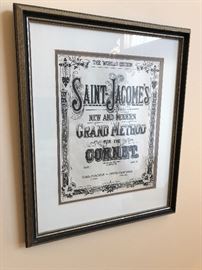 THE WORLD'S EDITION
SAINT-JACOME'S
NEW AND MODERN
GRAND METHOD
FOR THE
CORNET.